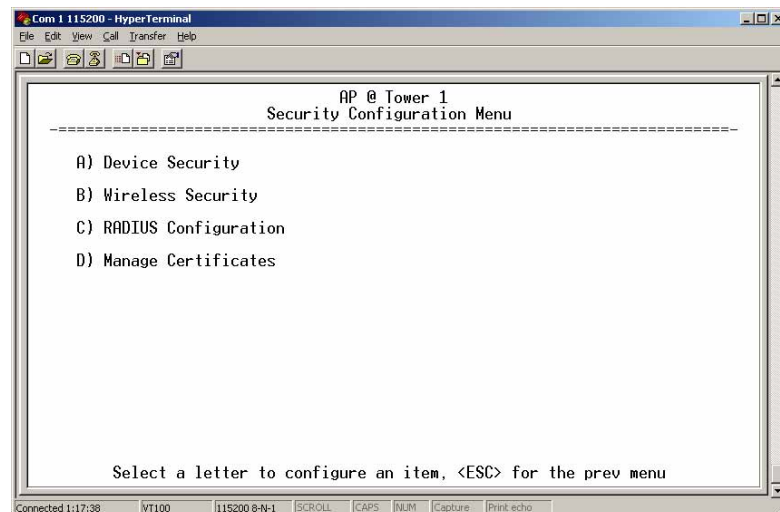 Com 1 115200 - HyperTerminal
File Edit View Call Transfer Help
AP @ Tower 1
Security Configuration Menu
-==========================================================================-
A) Device Security
B) Wireless Security
C) RADIUS Configuration
D) Manage Certificates
Select a letter to configure an item, <ESC> for the prev menu
Connected 1:17:38 VT100 115200 8-N-1 SCROLL CAPS NUM Capture Print echo